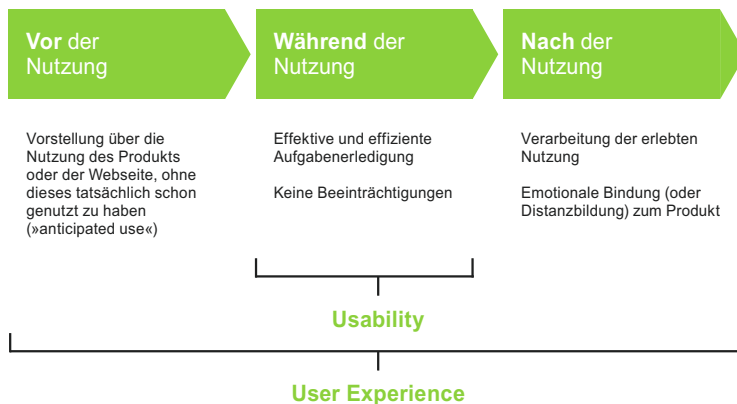 Vor der
Nutzung
Während der
Nutzung
Nach der
Nutzung
Vorstellung über die
Nutzung des Produkts
oder der Webseite, ohne
dieses tatsächlich schon
genutzt zu haben
(»anticipated use«)
Effektive und effiziente
Aufgabenerledigung
Keine Beeinträchtigungen
Verarbeitung der erlebten
Nutzung
Emotionale Bindung (oder
Distanzbildung) zum Produkt
Usability
User Experience